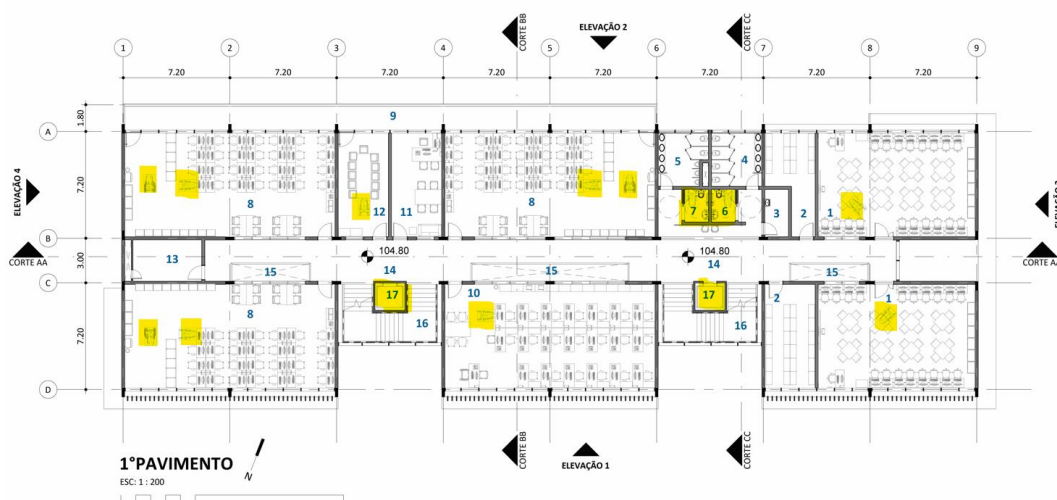 ELEVAÇÃO 2
CORTE BB
CORTE CC
1 2 3 4 5 6 7 8 9
7.20 7.20 7.20 7.20 7.20 7.20 7.20 7.20
1.80
9
A
5 4
ELEVAÇÃO 4
7.20
8 12 11 8 7 6 3 2 1
B
CORTE AA
104.80 104.80
CORTE AA
3.00
13 14 14
15 15 15
C
17 10 17 2 1
8 16 16
7.20
D
CORTE BB
CORTE CC
1°PAVIMENTO
N
ELEVAÇÃO 1
ESC: 1 : 200